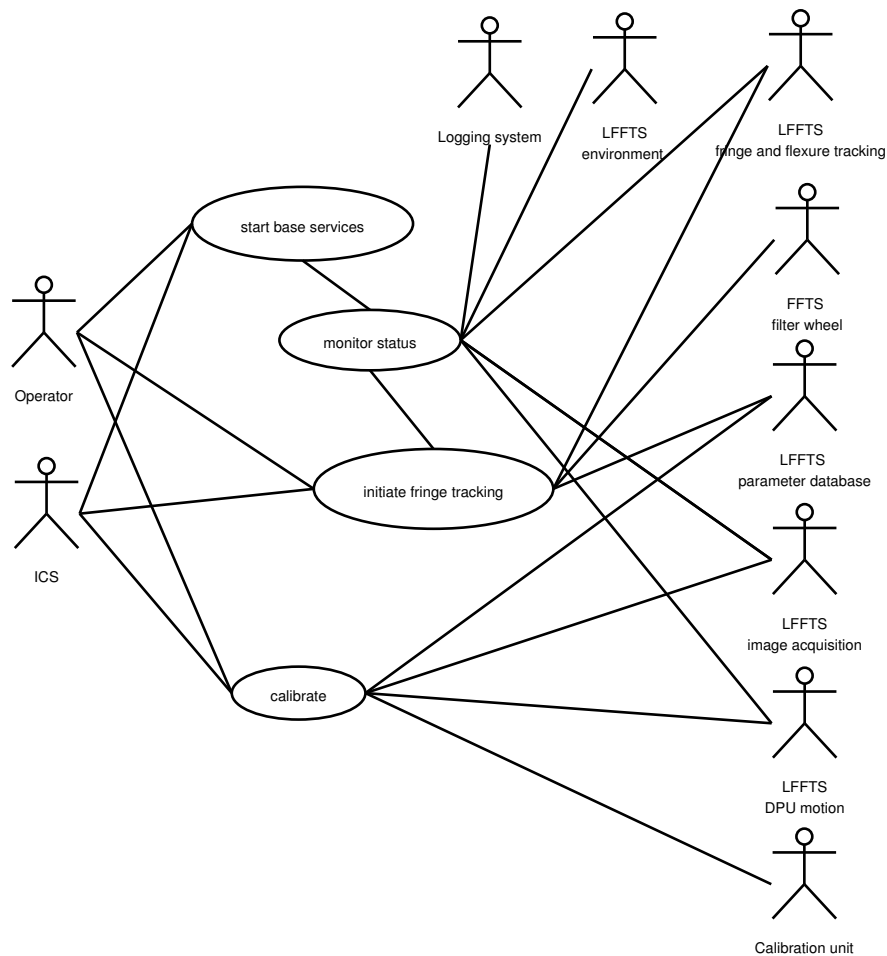 Logging system
LFFTS
environment
LFFTS
fringe and flexure tracking
start base services
FFTS
filter wheel
monitor status
Operator
LFFTS
parameter database
initiate fringe tracking
ICS
LFFTS
image acquisition
calibrate
LFFTS
DPU motion
Calibration unit